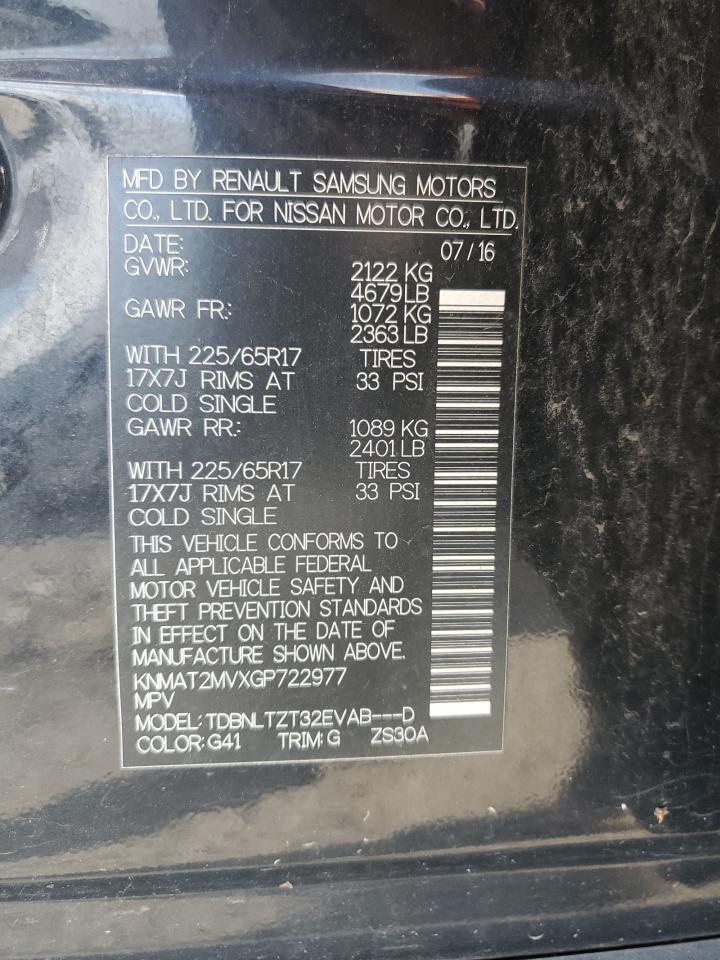 MFD BY RENAULT SAMSUNG MOTORS
CO., LTD. FOR NISSAN MOTOR CO., LTD.
DATE: 07/16
GVWR: 2122 KG
4679LB
GAWR FR.: 1072 KG
2363 LB
WITH 225/65R17 TIRES
17X7J RIMS AT 33 PSI
COLD SINGLE
GAWR RR.: 1089 KG
2401LB
WITH 225/65R17 TIRES
17X7J RIMS AT 33 PSI
COLD SINGLE
THIS VEHICLE CONFORMS TO
ALL APPLICABLE FEDERAL
MOTOR VEHICLE SAFETY AND
THEFT PREVENTION STANDARDS
IN EFFECT ON THE DATE OF
MANUFACTURE SHOWN ABOVE.
KNMAT2MVXGP722977
MPV
MODEL: TDBNLTZT32EVAB---D
COLOR: G41 TRIM: G ZS30A